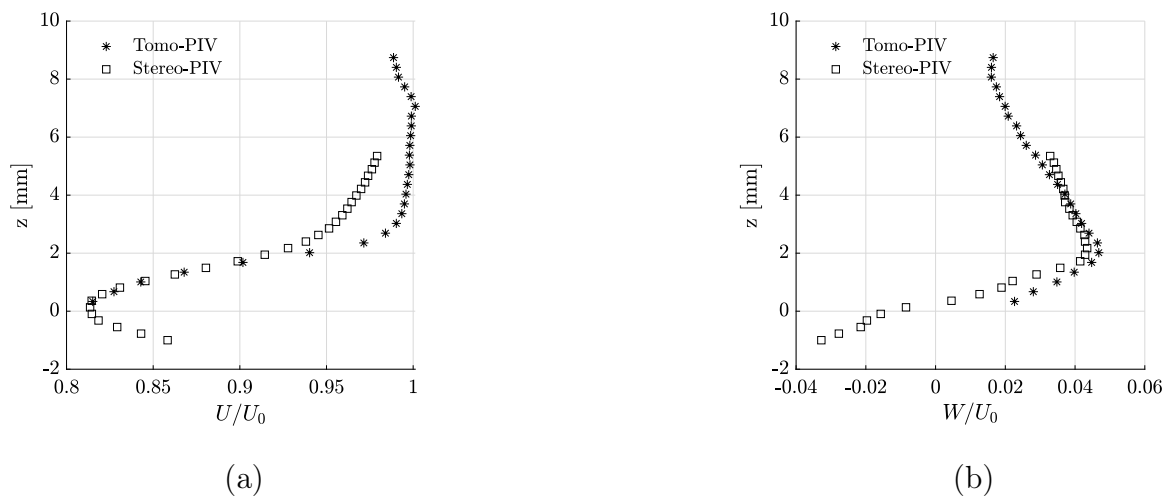 10
8
6
4
2
0
-2
z [mm]
Tomo-PIV
Stereo-PIV
0.8 0.85 0.9 0.95 1
U/U₀
(a)
10
8
6
4
2
0
-2
z [mm]
Tomo-PIV
Stereo-PIV
-0.04 -0.02 0 0.02 0.04 0.06
W/U₀
(b)